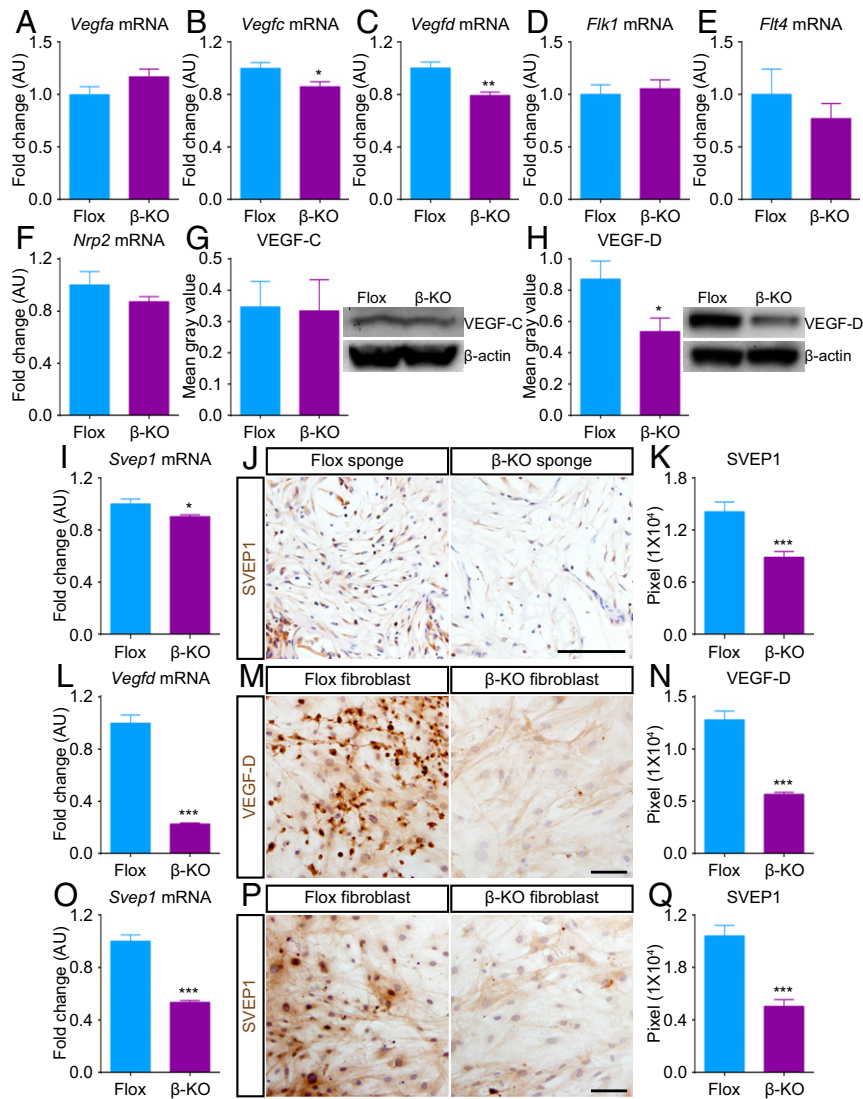 A
Vegfa mRNA
Fold change (AU)
1.5
1.0
0.5
0.0
Flox β-KO
B
Vegfc mRNA
Fold change (AU)
1.2
0.8
0.4
0.0
*
Flox β-KO
C
Vegfd mRNA
Fold change (AU)
1.2
0.8
0.4
0.0
**
Flox β-KO
D
Flk1 mRNA
Fold change (AU)
1.5
1.0
0.5
0.0
Flox β-KO
E
Flt4 mRNA
Fold change (AU)
1.5
1.0
0.5
0.0
Flox β-KO
F
Nrp2 mRNA
Fold change (AU)
1.2
0.8
0.4
0.0
Flox β-KO
G
VEGF-C
Mean gray value
0.5
0.4
0.3
0.2
0.1
0.0
Flox β-KO
Flox β-KO
VEGF-C
β-actin
H
VEGF-D
Mean gray value
1.0
0.8
0.6
0.4
0.2
0.0
*
Flox β-KO
Flox β-KO
VEGF-D
β-actin
I
Svep1 mRNA
Fold change (AU)
1.2
0.8
0.4
0.0
*
Flox β-KO
J
Flox sponge
β-KO sponge
SVEP1
K
SVEP1
Pixel (1X10⁴)
1.8
1.2
0.6
0.0
***
Flox β-KO
L
Vegfd mRNA
Fold change (AU)
1.2
0.8
0.4
0.0
***
Flox β-KO
M
Flox fibroblast
β-KO fibroblast
VEGF-D
N
VEGF-D
Pixel (1X10⁴)
1.5
1.0
0.5
0.0
***
Flox β-KO
O
Svep1 mRNA
Fold change (AU)
1.2
0.8
0.4
0.0
***
Flox β-KO
P
Flox fibroblast
β-KO fibroblast
SVEP1
Q
SVEP1
Pixel (1X10⁴)
1.2
0.8
0.4
0.0
***
Flox β-KO